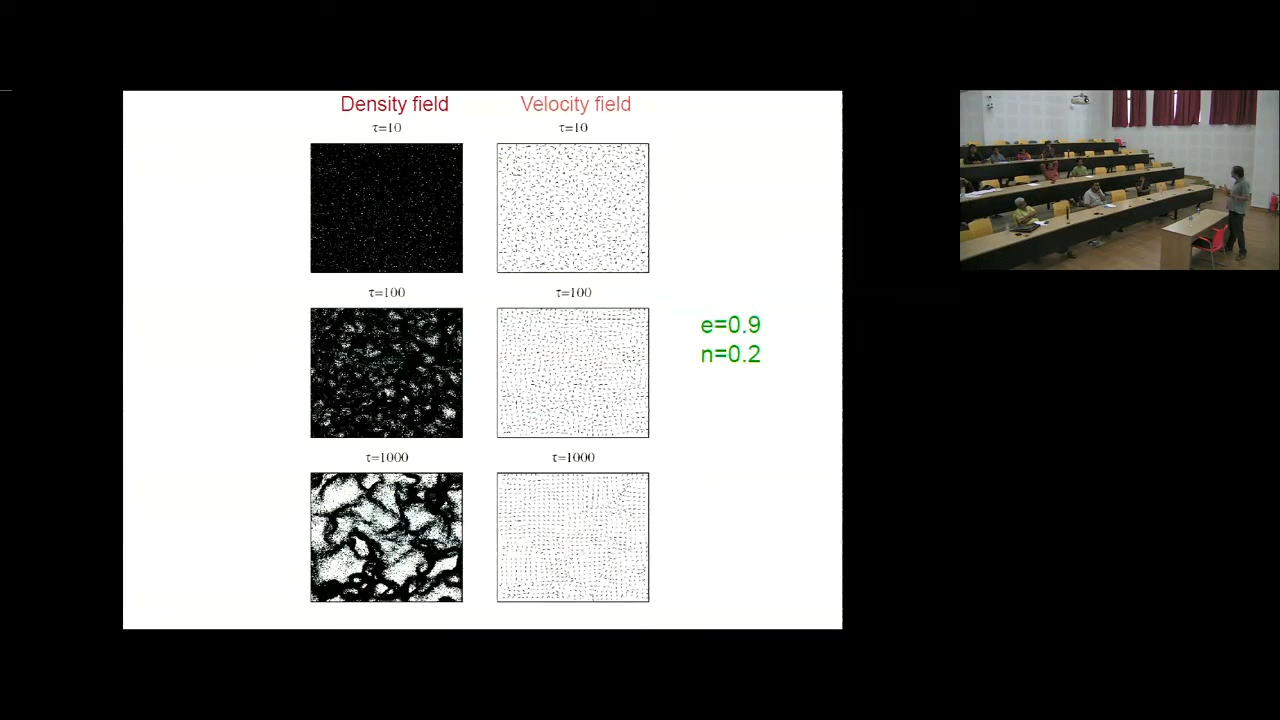 Density field Velocity field
τ=10 τ=10
τ=100 τ=100
e=0.9
n=0.2
τ=1000 τ=1000